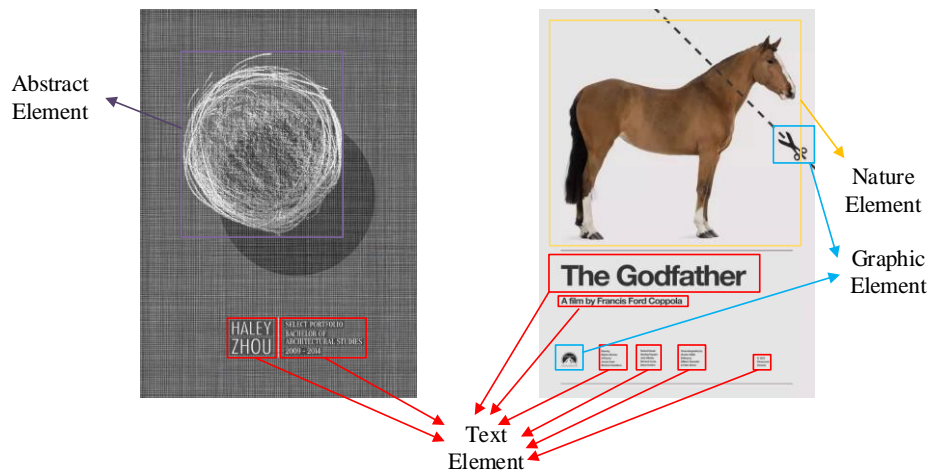 Abstract
Element
HALEY
ZHOU
SELECT PORTFOLIO
BACHELOR OF
ARCHITECTURAL STUDIES
2009 - 2014
The Godfather
A film by Francis Ford Coppola
Nature
Element
Graphic
Element
Text
Element